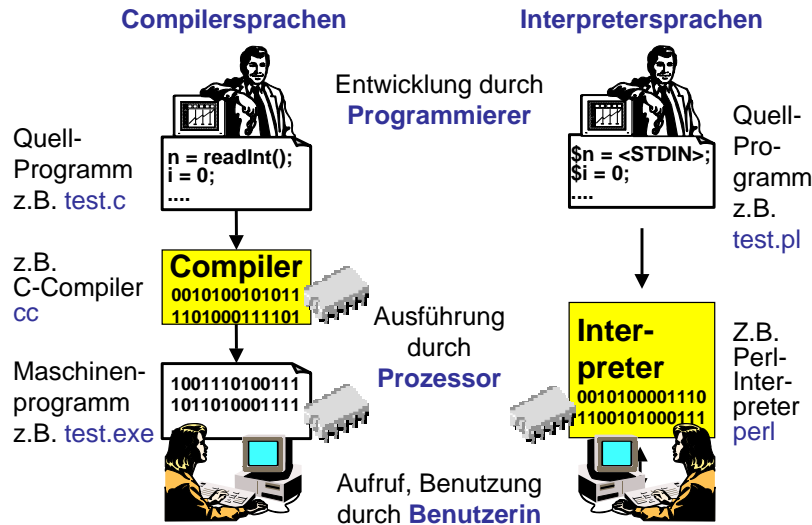 Compilersprachen
Interpretersprachen
Entwicklung durch
Programmierer
Quell-
Programm
z.B. test.c
n = readInt();
i = 0;
....
$n = <STDIN>;
$i = 0;
....
Quell-
Pro-
gramm
z.B.
test.pl
z.B.
C-Compiler
cc
Compiler
0010100101011
1101000111101
Ausführung
durch
Prozessor
Inter-
preter
0010100001110
1100101000111
Z.B.
Perl-
Inter-
preter
perl
Maschinen-
programm
z.B. test.exe
1001110100111
1011010001111
Aufruf, Benutzung
durch Benutzerin